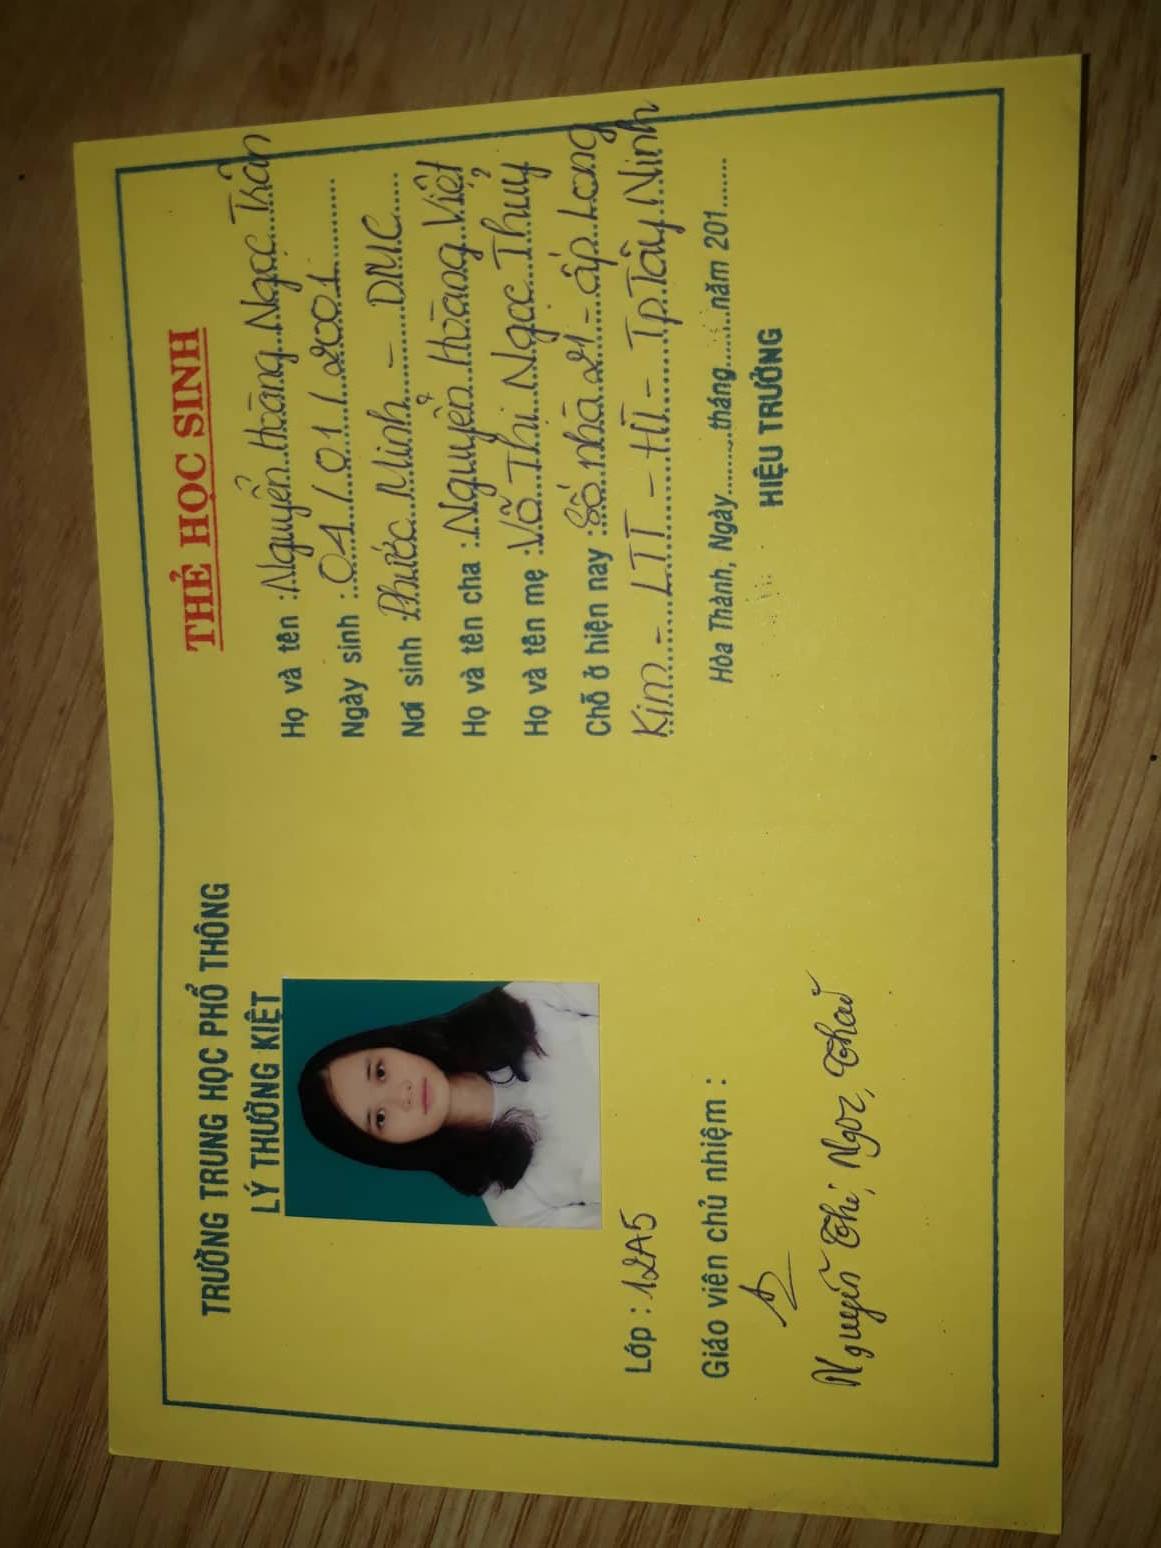 TRƯỜNG TRUNG HỌC PHỔ THÔNG
LÝ THƯỜNG KIỆT
Lớp : 12A5
Giáo viên chủ nhiệm :
Nguyễn Thị Ngọc Thảo
THẺ HỌC SINH
Họ và tên : Nguyễn Hoàng Ngọc Trân
Ngày sinh : 04 / 01 / 2001
Nơi sinh : Phước Minh - DMC
Họ và tên cha : Nguyễn Hoàng Việt
Họ và tên mẹ : Võ Thị Ngọc Thuỷ
Chỗ ở hiện nay : Số nhà 21 - ấp Long
Kim - LTT - HT - Tp Tây Ninh
Hòa Thành, Ngày........tháng........năm 201.......
HIỆU TRƯỞNG